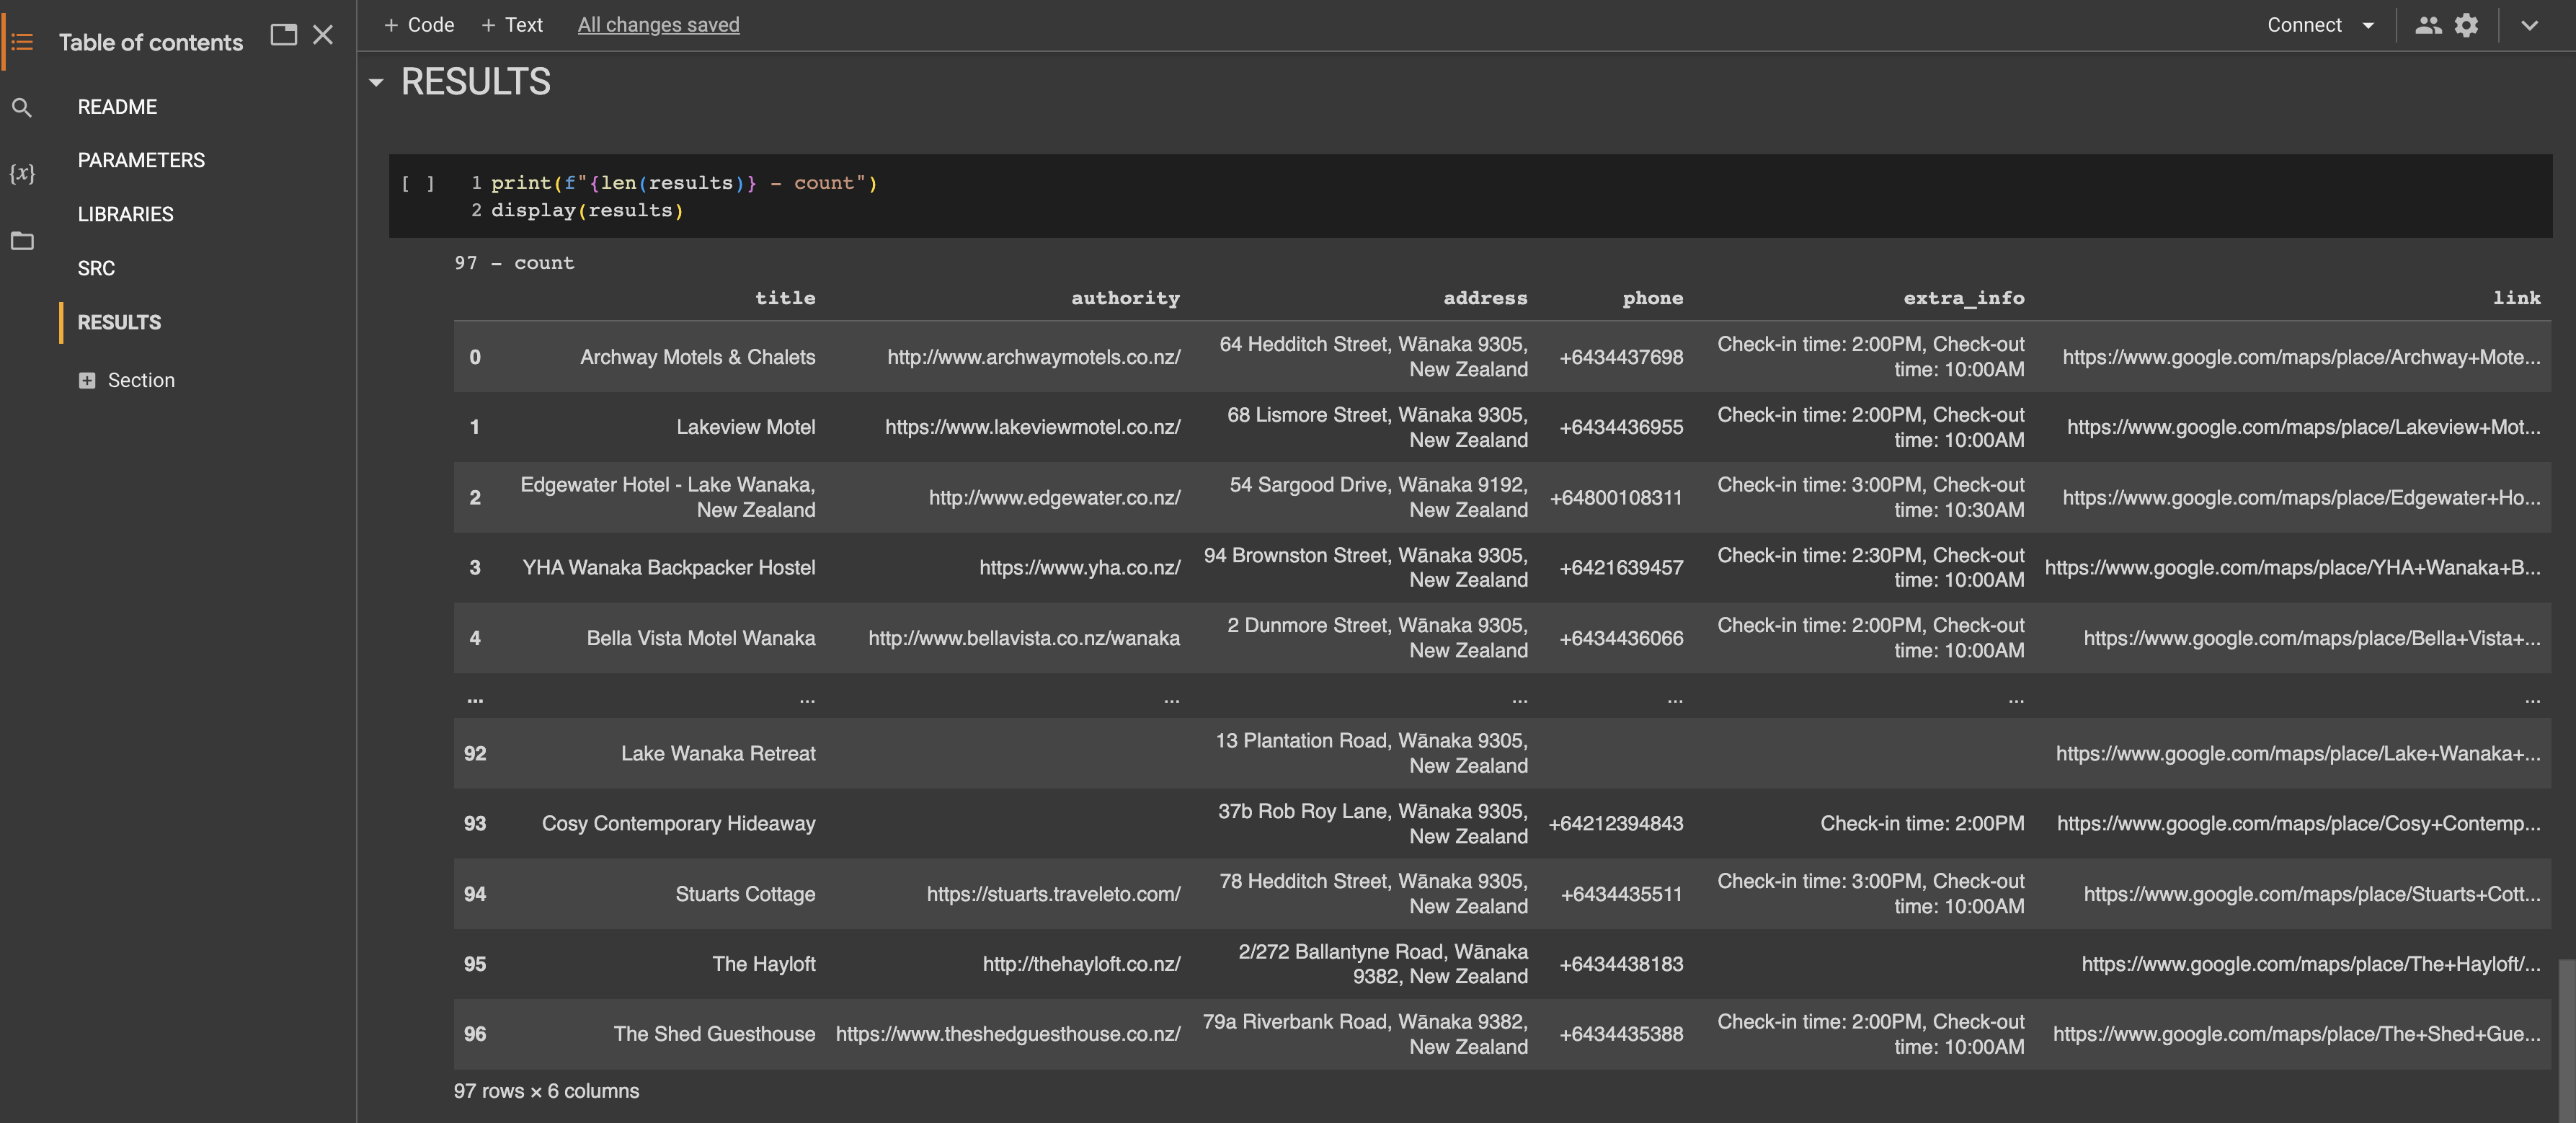 Table of contents
README
PARAMETERS
LIBRARIES
SRC
RESULTS
Section
{x}
+ Code + Text All changes saved Connect
RESULTS
[ ] 1 print(f"{len(results)} - count")
2 display(results)
97 - count
title authority address phone extra_info link
0 Archway Motels & Chalets http://www.archwaymotels.co.nz/ 64 Hedditch Street, Wānaka 9305, New Zealand +6434437698 Check-in time: 2:00PM, Check-out time: 10:00AM https://www.google.com/maps/place/Archway+Mote...
1 Lakeview Motel https://www.lakeviewmotel.co.nz/ 68 Lismore Street, Wānaka 9305, New Zealand +6434436955 Check-in time: 2:00PM, Check-out time: 10:00AM https://www.google.com/maps/place/Lakeview+Mot...
2 Edgewater Hotel - Lake Wanaka, New Zealand http://www.edgewater.co.nz/ 54 Sargood Drive, Wānaka 9192, New Zealand +64800108311 Check-in time: 3:00PM, Check-out time: 10:30AM https://www.google.com/maps/place/Edgewater+Ho...
3 YHA Wanaka Backpacker Hostel https://www.yha.co.nz/ 94 Brownston Street, Wānaka 9305, New Zealand +6421639457 Check-in time: 2:30PM, Check-out time: 10:00AM https://www.google.com/maps/place/YHA+Wanaka+B...
4 Bella Vista Motel Wanaka http://www.bellavista.co.nz/wanaka 2 Dunmore Street, Wānaka 9305, New Zealand +6434436066 Check-in time: 2:00PM, Check-out time: 10:00AM https://www.google.com/maps/place/Bella+Vista+...
... ... ... ... ... ... ...
92 Lake Wanaka Retreat 13 Plantation Road, Wānaka 9305, New Zealand https://www.google.com/maps/place/Lake+Wanaka+...
93 Cosy Contemporary Hideaway 37b Rob Roy Lane, Wānaka 9305, New Zealand +64212394843 Check-in time: 2:00PM https://www.google.com/maps/place/Cosy+Contemp...
94 Stuarts Cottage https://stuarts.traveleto.com/ 78 Hedditch Street, Wānaka 9305, New Zealand +6434435511 Check-in time: 3:00PM, Check-out time: 10:00AM https://www.google.com/maps/place/Stuarts+Cott...
95 The Hayloft http://thehayloft.co.nz/ 2/272 Ballantyne Road, Wānaka 9382, New Zealand +6434438183 https://www.google.com/maps/place/The+Hayloft/...
96 The Shed Guesthouse https://www.theshedguesthouse.co.nz/ 79a Riverbank Road, Wānaka 9382, New Zealand +6434435388 Check-in time: 2:00PM, Check-out time: 10:00AM https://www.google.com/maps/place/The+Shed+Gue...
97 rows × 6 columns